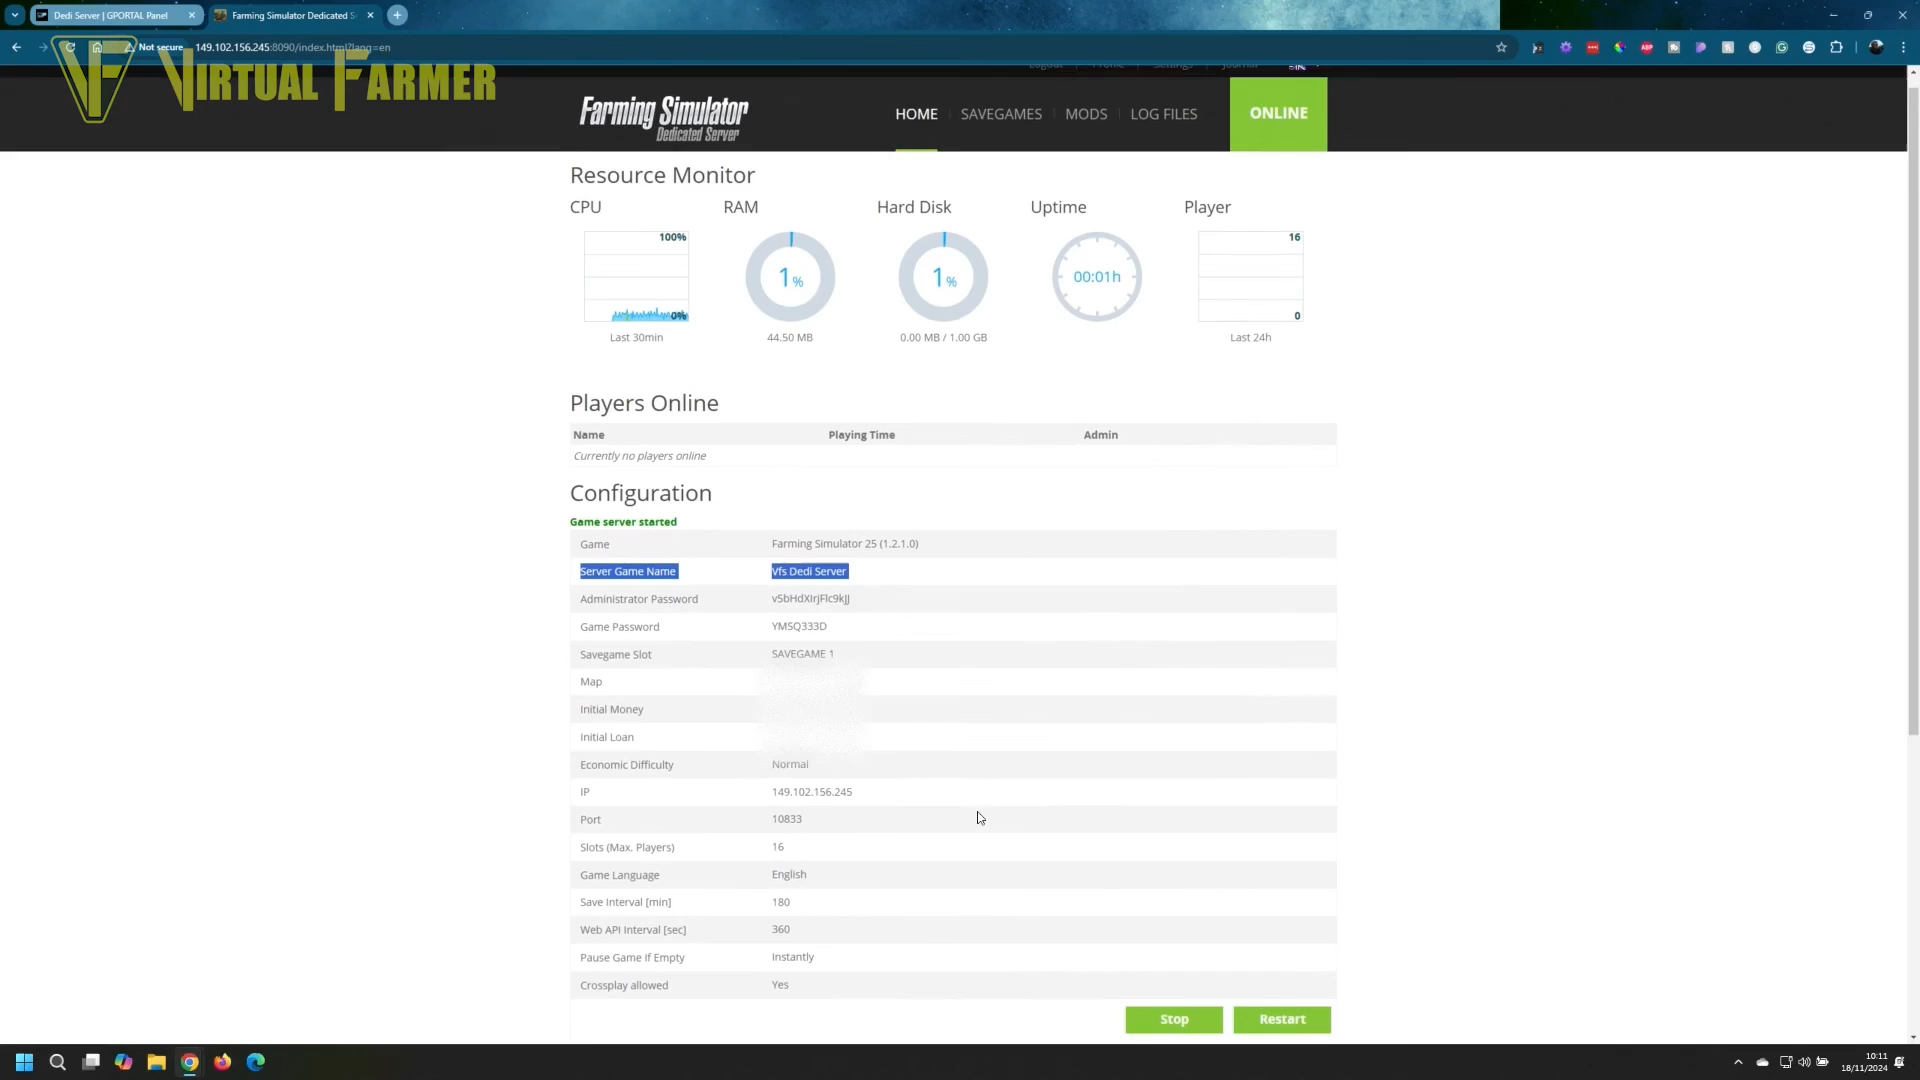 Dedi Server | GPORTAL Panel
Farming Simulator Dedicated S
Not secure 149.102.156.245:8090/index.html?lang=en
VIRTUAL FARMER
Logout Profile Settings Journal
Farming Simulator
Dedicated Server
HOME SAVEGAMES MODS LOG FILES ONLINE
Resource Monitor
CPU RAM Hard Disk Uptime Player
100% 16
1% 1% 00:01h
0% 0
Last 30min 44.50 MB 0.00 MB / 1.00 GB Last 24h
Players Online
Name Playing Time Admin
Currently no players online
Configuration
Game server started
Game Farming Simulator 25 (1.2.1.0)
Server Game Name Vfs Dedi Server
Administrator Password
Game Password YMSQ333D
Savegame Slot SAVEGAME 1
Map
Initial Money
Initial Loan
Economic Difficulty Normal
IP 149.102.156.245
Port 10833
Slots (Max. Players) 16
Game Language English
Save Interval [min] 180
Web API Interval [sec] 360
Pause Game If Empty Instantly
Crossplay allowed Yes
Stop Restart
10:11
18/11/2024